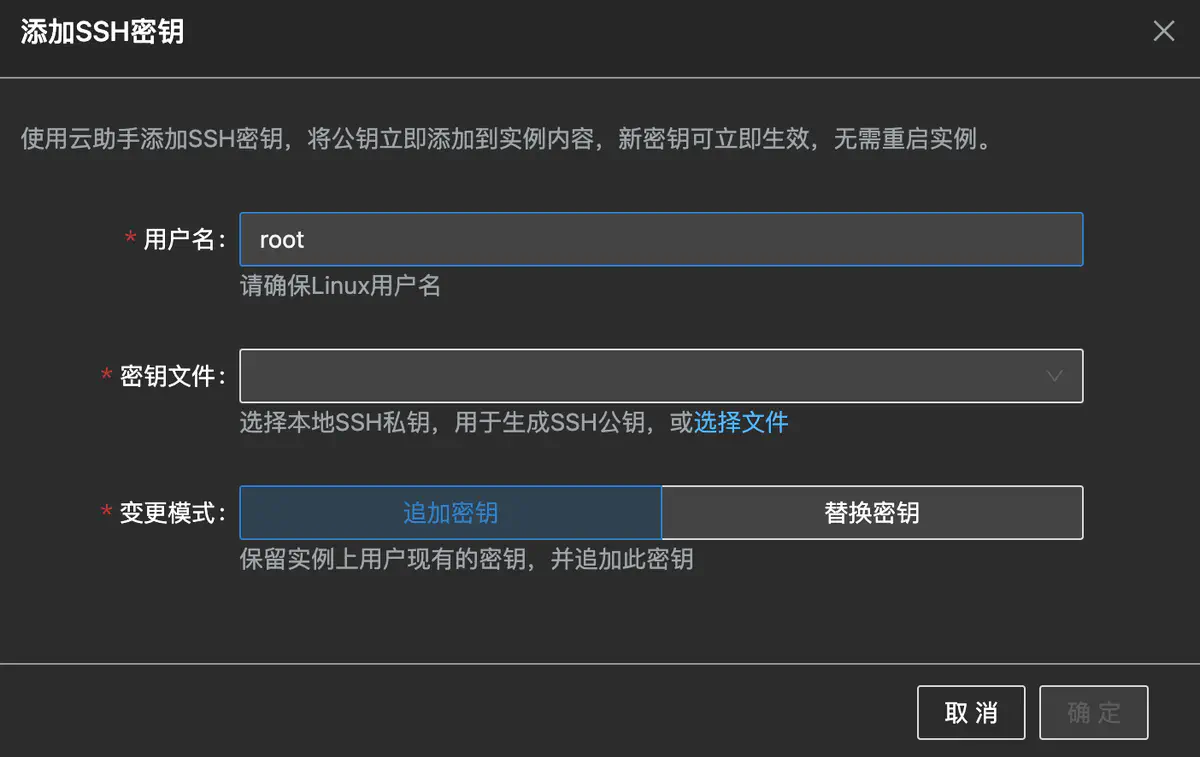 添加SSH密钥
使用云助手添加SSH密钥，将公钥立即添加到实例内容，新密钥可立即生效，无需重启实例。
* 用户名：root
请确保Linux用户名
* 密钥文件：
选择本地SSH私钥，用于生成SSH公钥，或选择文件
* 变更模式：追加密钥 替换密钥
保留实例上用户现有的密钥，并追加此密钥
取 消 确 定